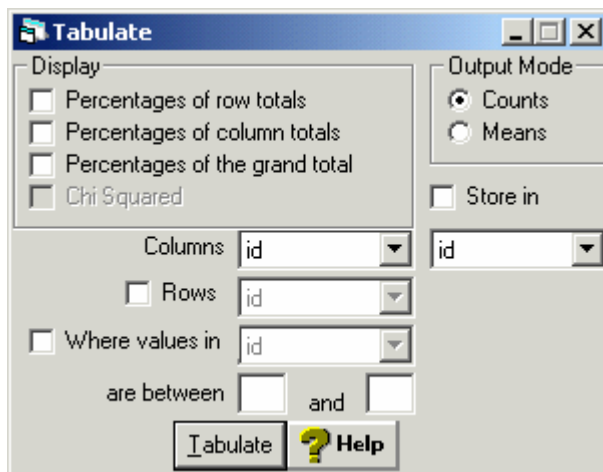 Tabulate
Display
Percentages of row totals
Percentages of column totals
Percentages of the grand total
Chi Squared
Output Mode
Counts
Means
Store in
id
Columns id
Rows id
Where values in id
are between and
Tabulate Help